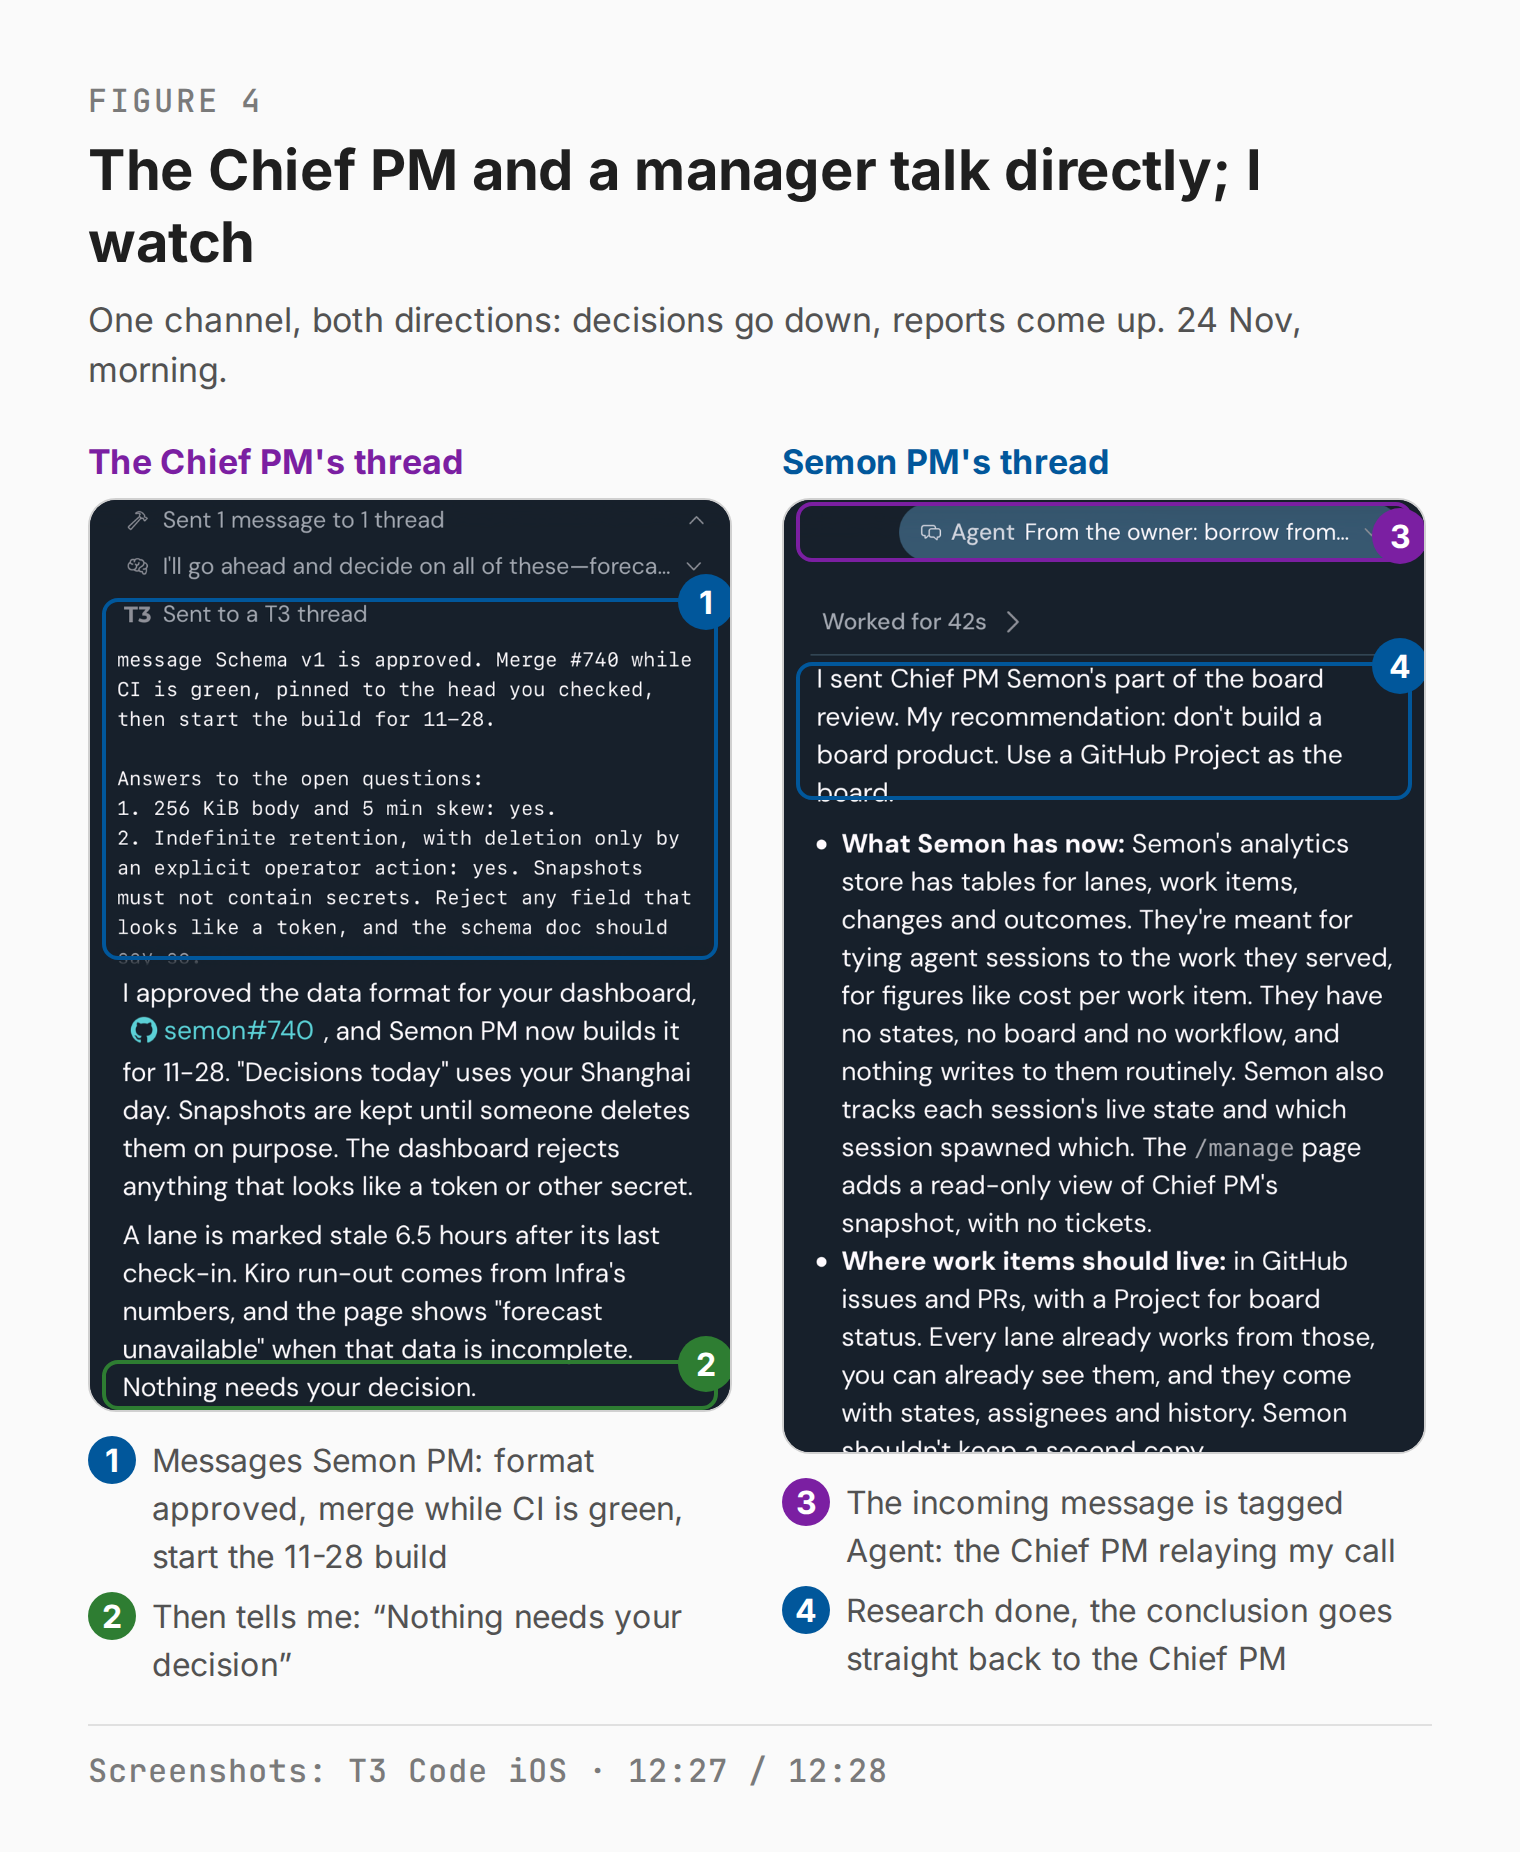 FIGURE 4
The Chief PM and a manager talk directly; I
watch
One channel, both directions: decisions go down, reports come up. 24 Nov,
morning.
The Chief PM's thread
Sent 1 message to 1 thread
I'll go ahead and decide on all of these—foreca...
1
T3 Sent to a T3 thread
message Schema v1 is approved. Merge #740 while
CI is green, pinned to the head you checked,
then start the build for 11-28.
Answers to the open questions:
1. 256 KiB body and 5 min skew: yes.
2. Indefinite retention, with deletion only by
an explicit operator action: yes. Snapshots
must not contain secrets. Reject any field that
looks like a token, and the schema doc should
say so.
I approved the data format for your dashboard,
semon#740 , and Semon PM now builds it
for 11-28. "Decisions today" uses your Shanghai
day. Snapshots are kept until someone deletes
them on purpose. The dashboard rejects
anything that looks like a token or other secret.
A lane is marked stale 6.5 hours after its last
check-in. Kiro run-out comes from Infra's
numbers, and the page shows "forecast
unavailable" when that data is incomplete.
2
Nothing needs your decision.
1 Messages Semon PM: format
approved, merge while CI is green,
start the 11-28 build
2 Then tells me: “Nothing needs your
decision”
Semon PM's thread
Agent From the owner: borrow from...
3
Worked for 42s
4
I sent Chief PM Semon's part of the board
review. My recommendation: don't build a
board product. Use a GitHub Project as the
board.
• What Semon has now: Semon's analytics
store has tables for lanes, work items,
changes and outcomes. They're meant for
tying agent sessions to the work they served,
for figures like cost per work item. They have
no states, no board and no workflow, and
nothing writes to them routinely. Semon also
tracks each session's live state and which
session spawned which. The /manage page
adds a read-only view of Chief PM's
snapshot, with no tickets.
• Where work items should live: in GitHub
issues and PRs, with a Project for board
status. Every lane already works from those,
you can already see them, and they come
with states, assignees and history. Semon
shouldn't keep a second copy.
3 The incoming message is tagged
Agent: the Chief PM relaying my call
4 Research done, the conclusion goes
straight back to the Chief PM
Screenshots: T3 Code iOS · 12:27 / 12:28